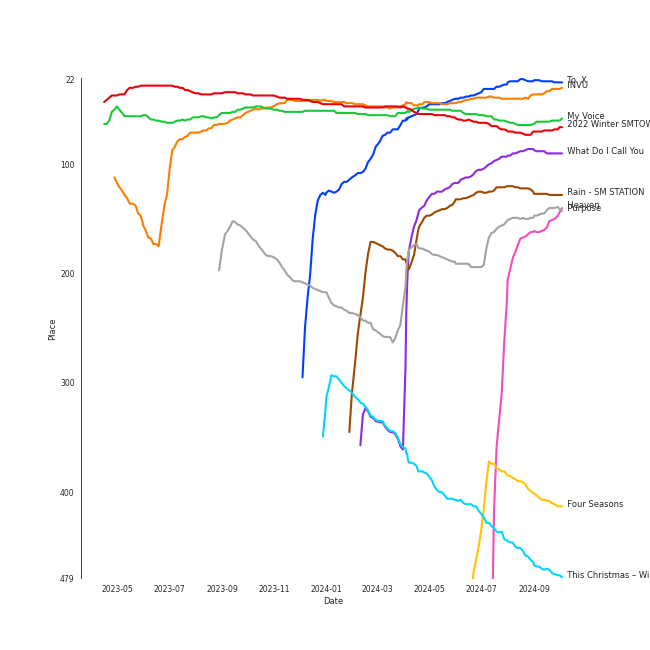 22
100
200
300
400
479
Place
2023-05
2023-07
2023-09
2023-11
2024-01
2024-03
2024-05
2024-07
2024-09
Date
To. X
INVU
My Voice
2022 Winter SMTOW
What Do I Call You
Rain - SM STATION
Heaven
Purpose
Four Seasons
This Christmas – Wi